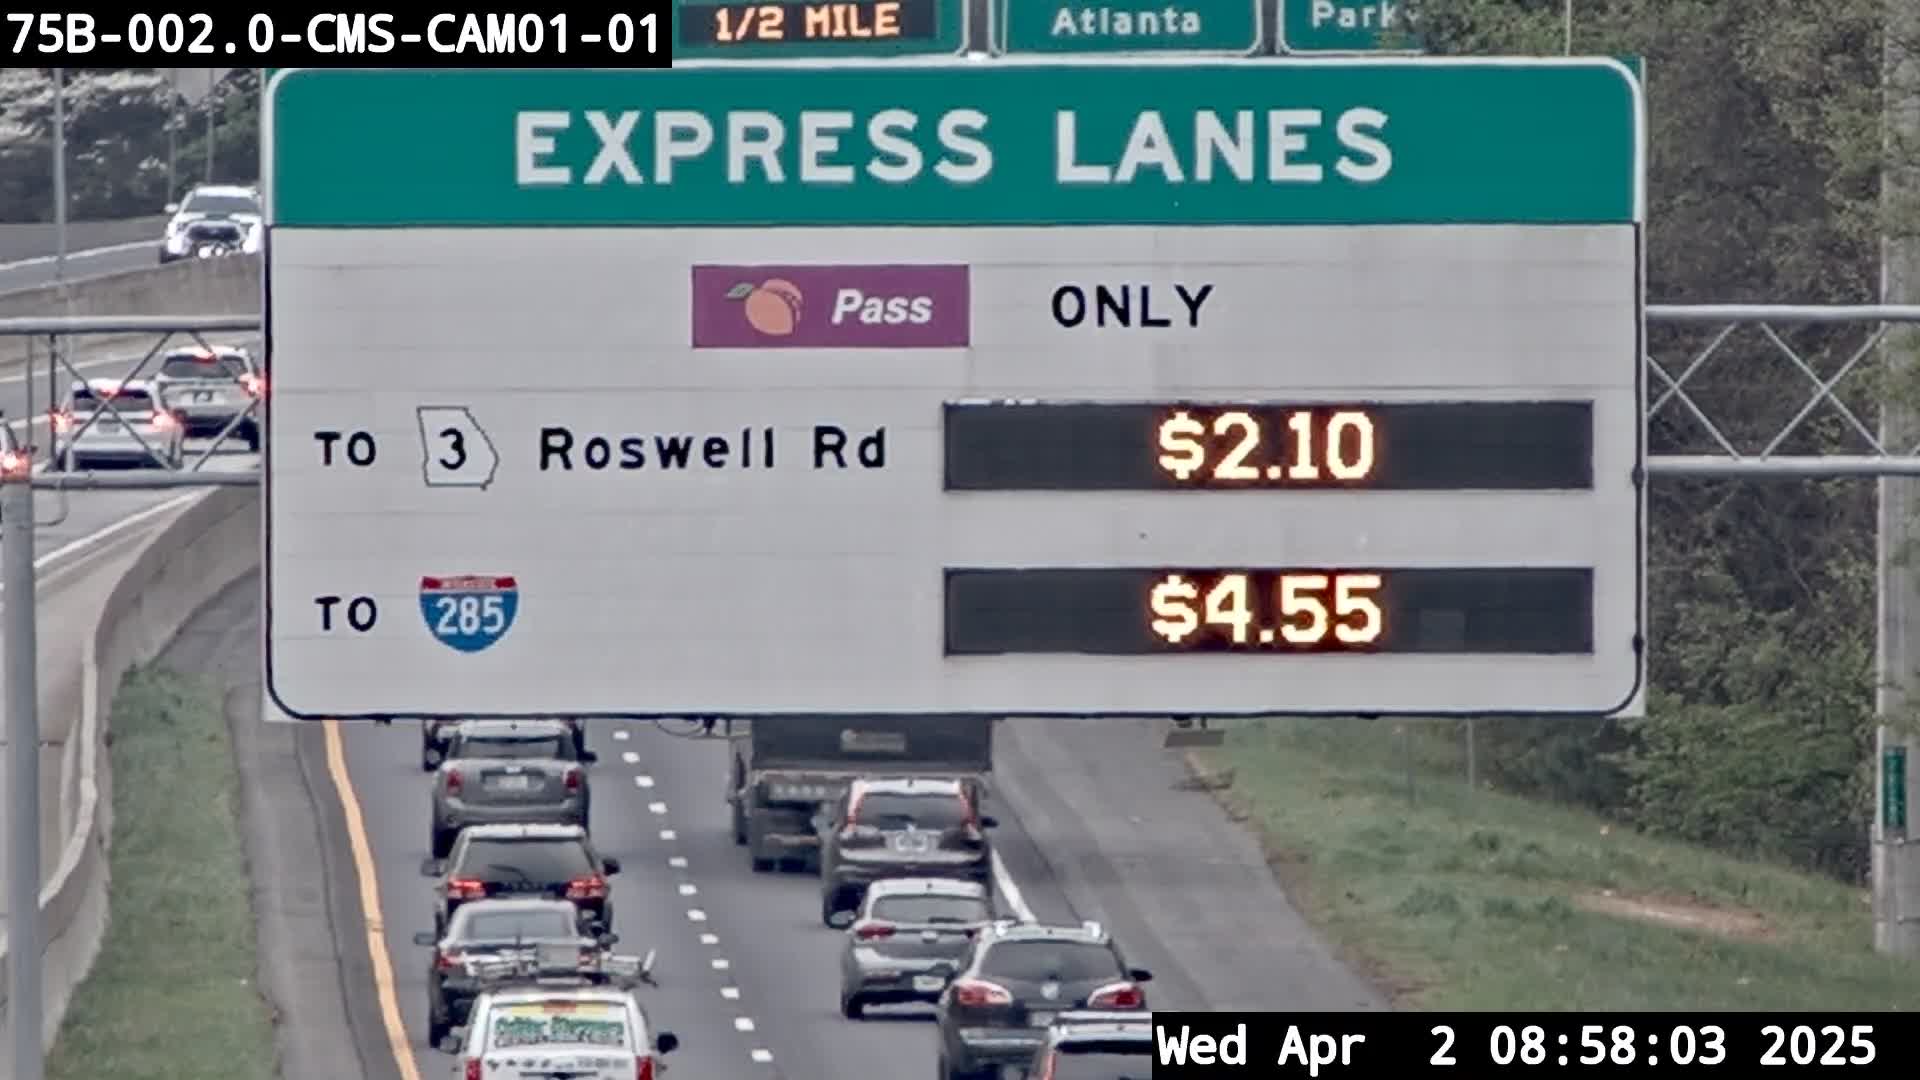 75B-002.0-CMS-CAM01-01
1/2 MILE
Atlanta
EXPRESS LANES
Pass ONLY
TO 3 Roswell Rd $2.10
TO 285 $4.55
Wed Apr 2 08:58:03 2025